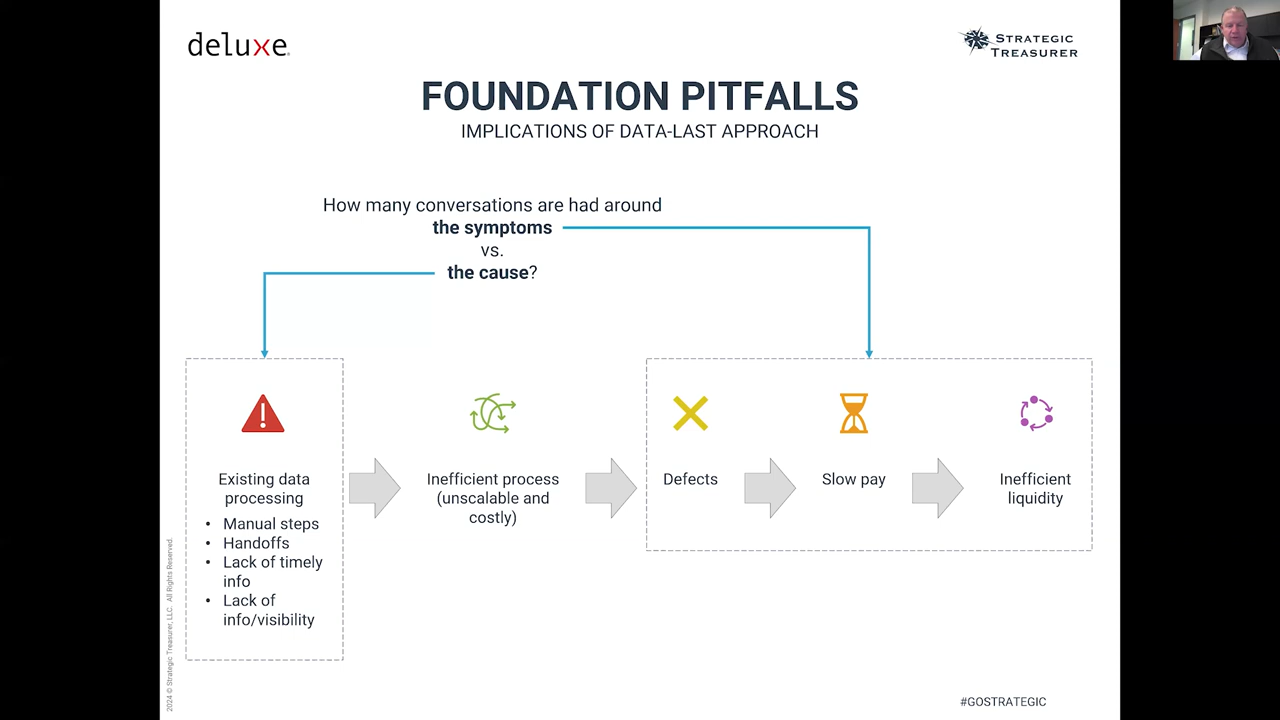 deluxe.
STRATEGIC
TREASURER
FOUNDATION PITFALLS
IMPLICATIONS OF DATA-LAST APPROACH
How many conversations are had around
the symptoms
vs.
the cause?
Existing data
processing
• Manual steps
• Handoffs
• Lack of timely
info
• Lack of
info/visibility
Inefficient process
(unscalable and
costly)
Defects
Slow pay
Inefficient
liquidity
2024 © Strategic Treasurer, LLC. All Rights Reserved.
#GOSTRATEGIC